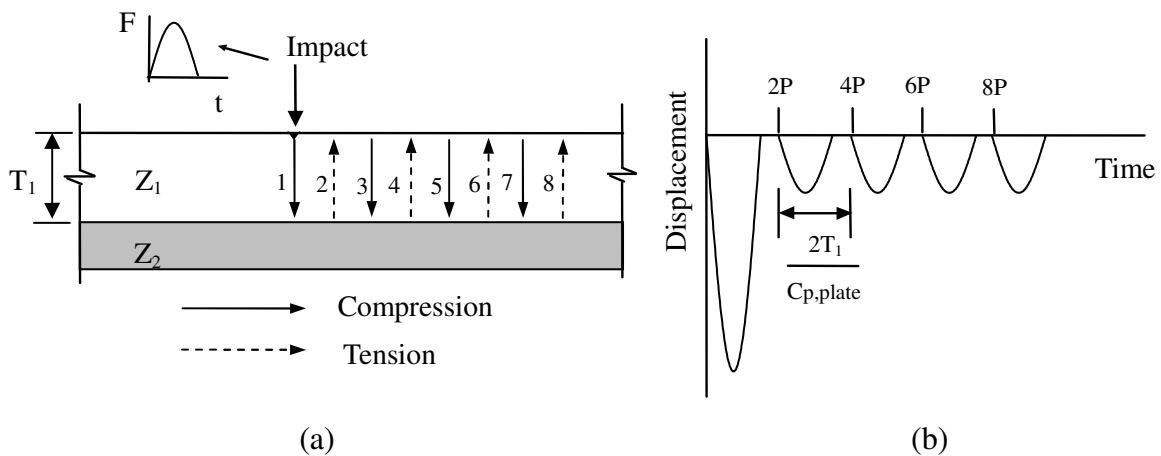 F
Impact
t
T1
Z1
1 2 3 4 5 6 7 8
Z2
Compression
Tension
(a)
2P 4P 6P 8P
Displacement
Time
2T1
Cp,plate
(b)